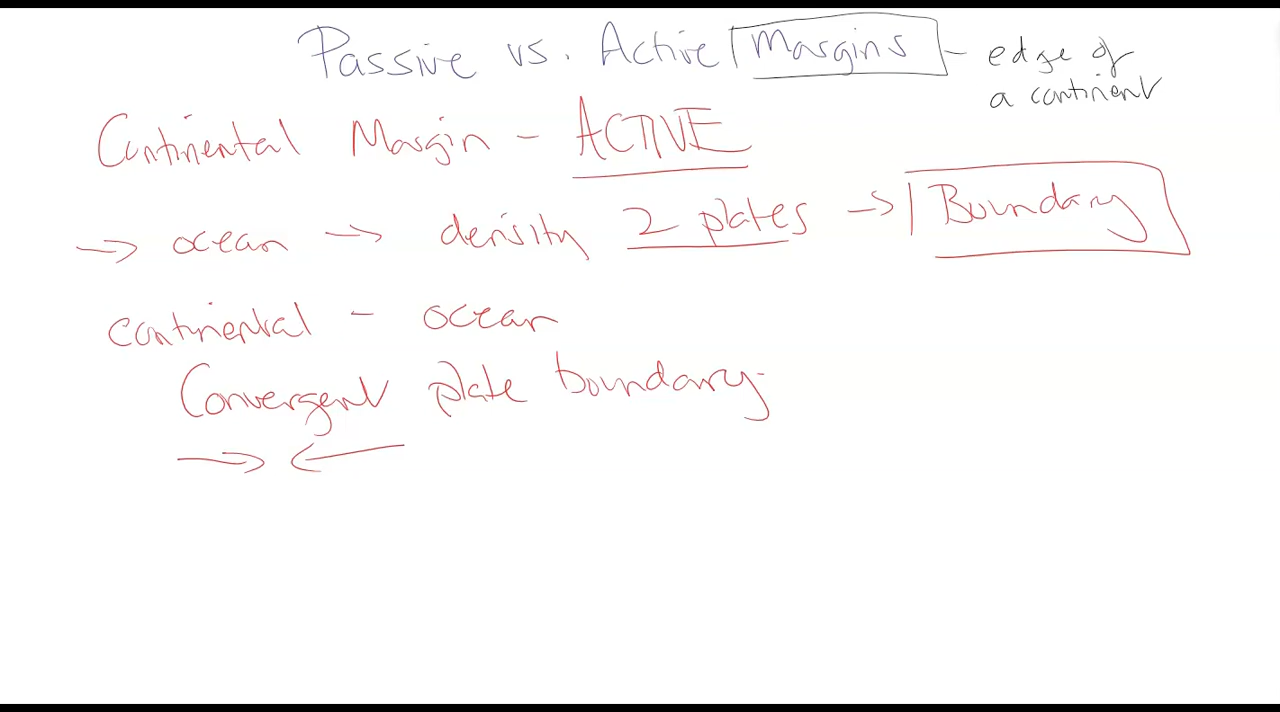 Passive vs. Active Margins - edge of
a continent
Continental Margin - ACTIVE
→ ocean → density 2 plates → Boundary
continental - ocean
Convergent plate boundary
→ ←